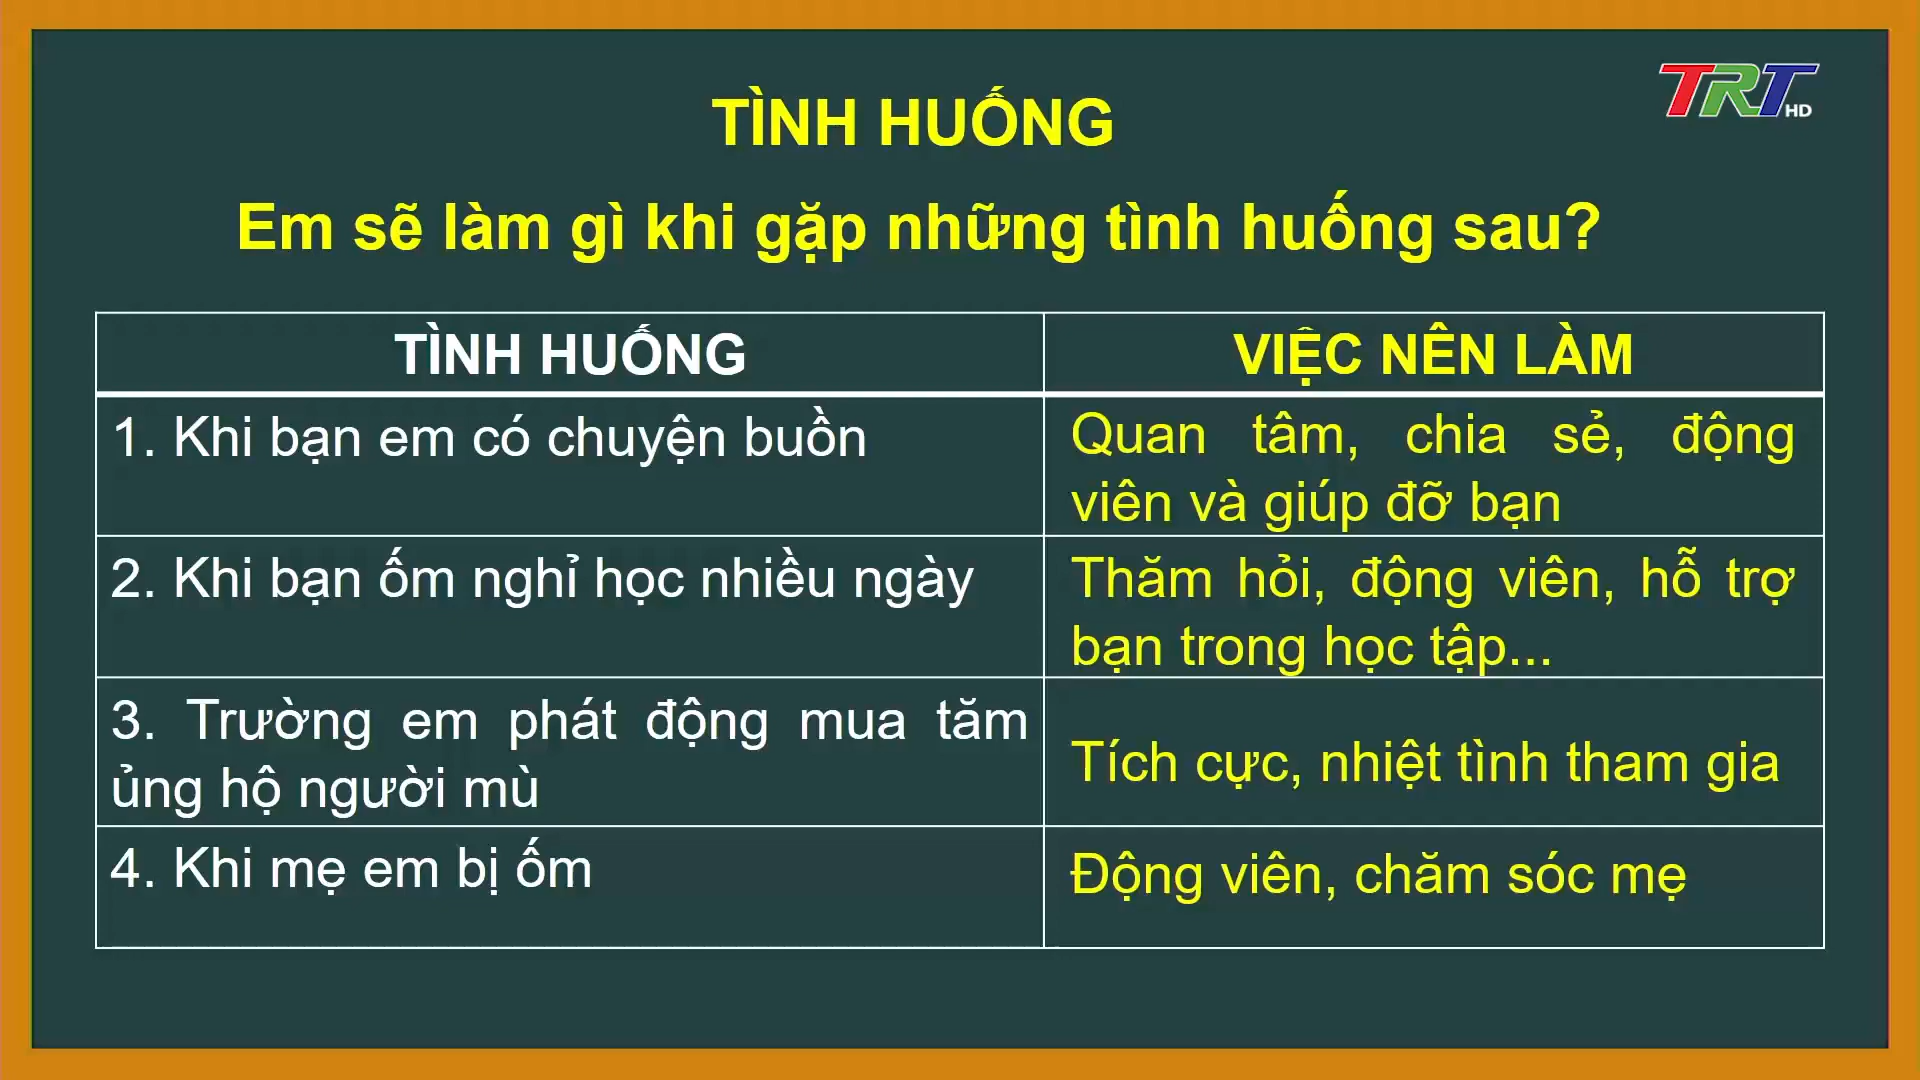 TRT HD
TÌNH HUỐNG
Em sẽ làm gì khi gặp những tình huống sau?
TÌNH HUỐNG
VIỆC NÊN LÀM
1. Khi bạn em có chuyện buồn
Quan tâm, chia sẻ, động
viên và giúp đỡ bạn
2. Khi bạn ốm nghỉ học nhiều ngày
Thăm hỏi, động viên, hỗ trợ
bạn trong học tập...
3. Trường em phát động mua tăm
ủng hộ người mù
Tích cực, nhiệt tình tham gia
4. Khi mẹ em bị ốm
Động viên, chăm sóc mẹ